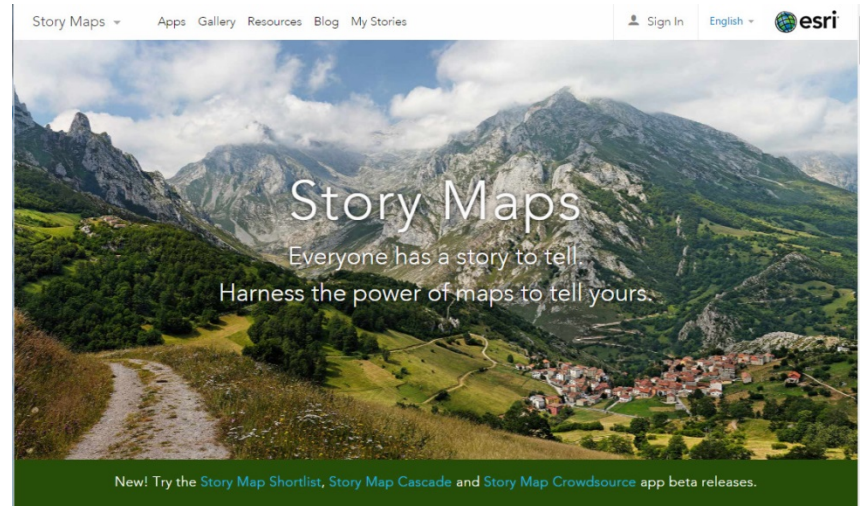 Story Maps Apps Gallery Resources Blog My Stories Sign In English esri
Story Maps
Everyone has a story to tell.
Harness the power of maps to tell yours.
New! Try the Story Map Shortlist, Story Map Cascade and Story Map Crowdsource app beta releases.